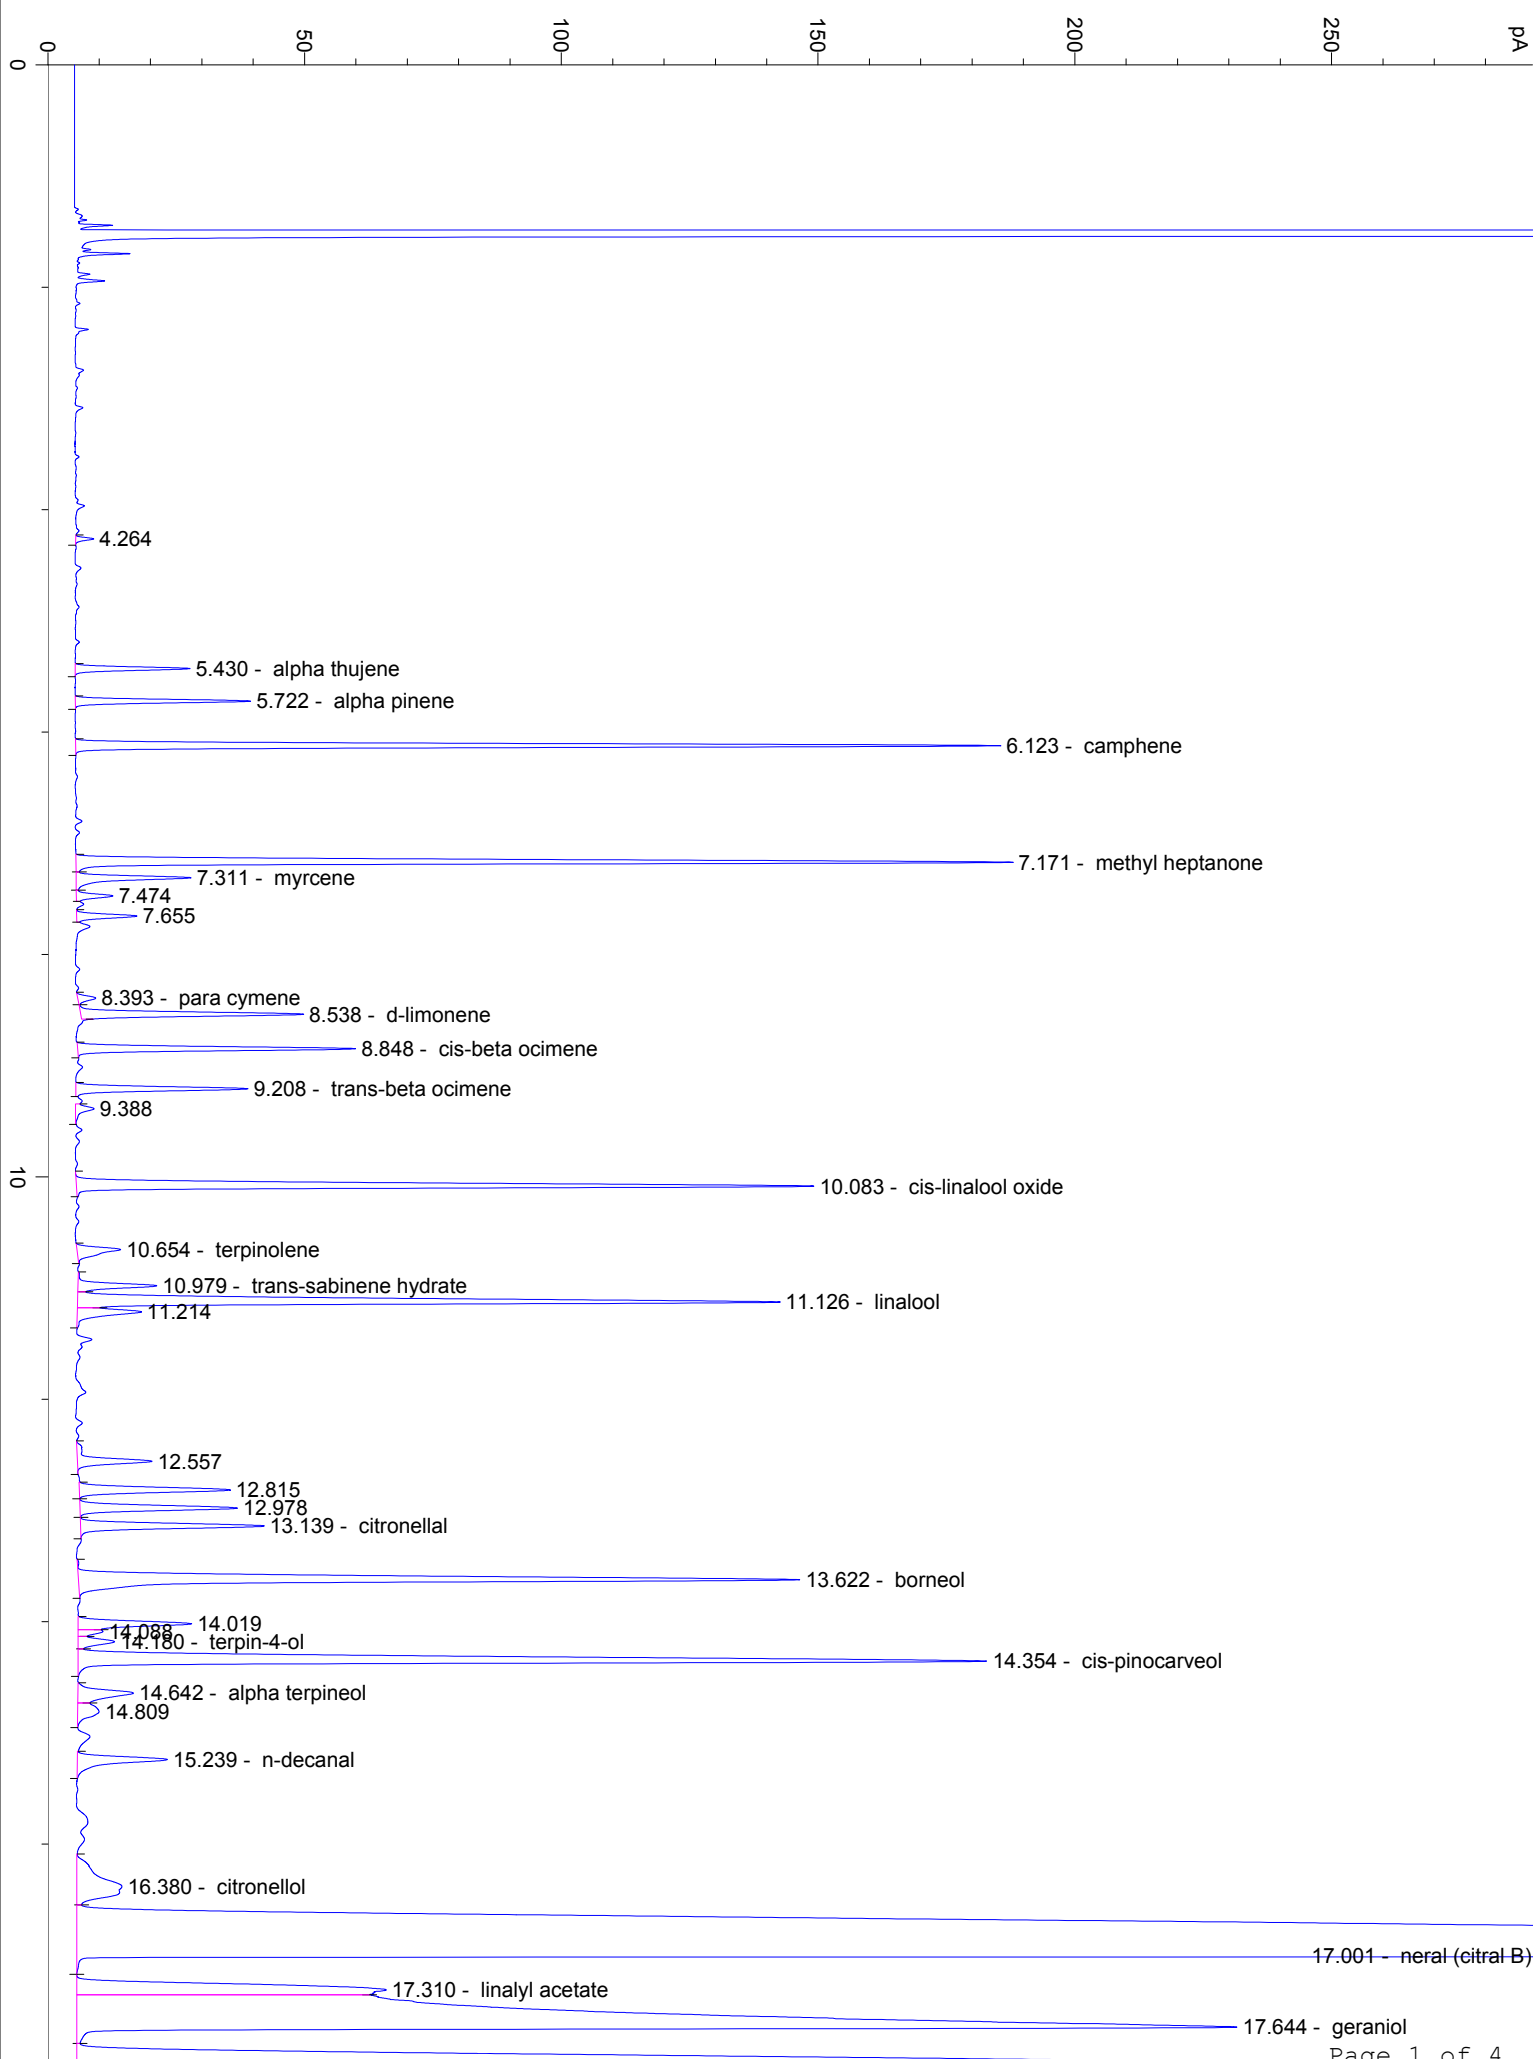 0
50
100
150
200
250
pA
0
4.264
5.430 - alpha thujene
5.722 - alpha pinene
6.123 - camphene
7.171 - methyl heptanone
7.311 - myrcene
7.474
7.655
8.393 - para cymene
8.538 - d-limonene
8.848 - cis-beta ocimene
9.208 - trans-beta ocimene
9.388
10
10.083 - cis-linalool oxide
10.654 - terpinolene
10.979 - trans-sabinene hydrate
11.126 - linalool
11.214
12.557
12.815
12.978
13.139 - citronellal
13.622 - borneol
14.019
14.088
14.180 - terpin-4-ol
14.354 - cis-pinocarveol
14.642 - alpha terpineol
14.809
15.239 - n-decanal
16.380 - citronellol
17.001 - neral (citral B)
17.310 - linalyl acetate
17.644 - geraniol
Page 1 of 4